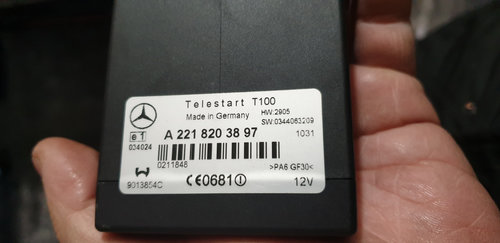 Telestart T100
Made in Germany
HW:2905
SW:0344063209
e1
034024
A 221 820 38 97
1031
0211848
>PA6 GF30<
9013854C
CE0681
12V